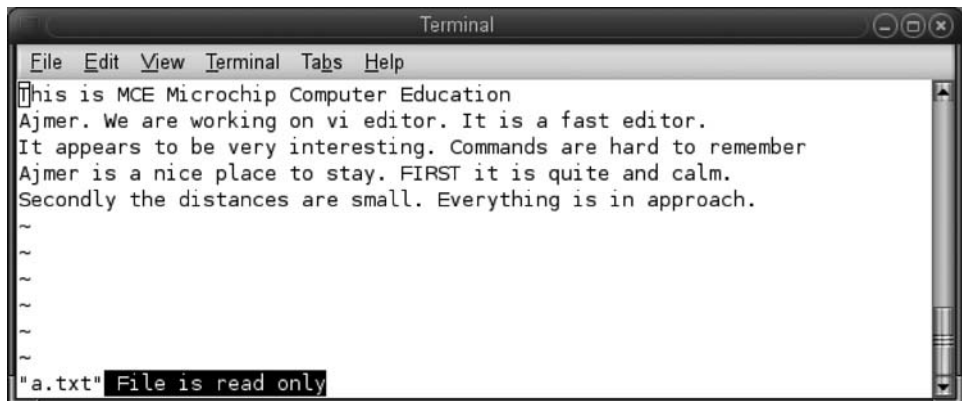 Terminal
File Edit View Terminal Tabs Help
This is MCE Microchip Computer Education
Ajmer. We are working on vi editor. It is a fast editor.
It appears to be very interesting. Commands are hard to remember
Ajmer is a nice place to stay. FIRST it is quite and calm.
Secondly the distances are small. Everything is in approach.
~
~
~
~
~
~
"a.txt" File is read only